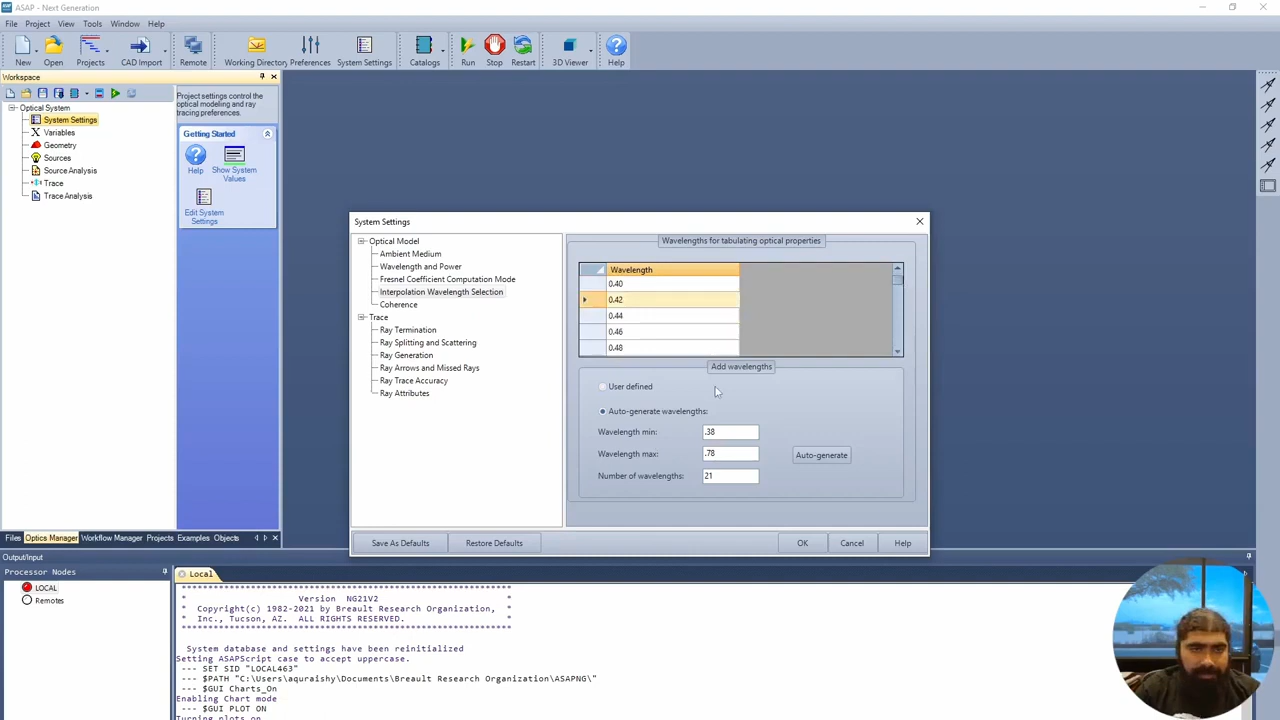 ASAP - Next Generation
File Project View Tools Window Help
New Open Projects CAD Import Remote Working Directory Preferences System Settings Catalogs Run Stop Restart 3D Viewer Help
Workspace
Optical System
System Settings
Variables
Geometry
Sources
Source Analysis
Trace
Trace Analysis
Project settings control the
optical modeling and ray
tracing preferences.
Getting Started
Help
Show System
Values
Edit System
Settings
System Settings
Optical Model
Ambient Medium
Wavelength and Power
Fresnel Coefficient Computation Mode
Interpolation Wavelength Selection
Coherence
Trace
Ray Termination
Ray Splitting and Scattering
Ray Generation
Ray Arrows and Missed Rays
Ray Trace Accuracy
Ray Attributes
Wavelengths for tabulating optical properties
Wavelength
0.40
0.42
0.44
0.46
0.48
Add wavelengths
User defined
Auto-generate wavelengths:
Wavelength min: .38
Wavelength max: .78
Auto-generate
Number of wavelengths: 21
Save As Defaults Restore Defaults OK Cancel Help
Files Optics Manager Workflow Manager Projects Examples Objects
Output/Input
Processor Nodes
LOCAL
Remotes
Local
***************************************************************
* Version NG21V2 *
* Copyright(c) 1982-2021 by Breault Research Organization, *
* Inc., Tucson, AZ. ALL RIGHTS RESERVED. *
***************************************************************
System database and settings have been reinitialized
Setting ASAPScript case to accept uppercase.
--- SET SID "LOCAL463"
--- $PATH "C:\Users\aquraishy\Documents\Breault Research Organization\ASAPNG\"
--- $GUI Charts_On
Enabling Chart mode
--- $GUI PLOT ON
Turning plots on